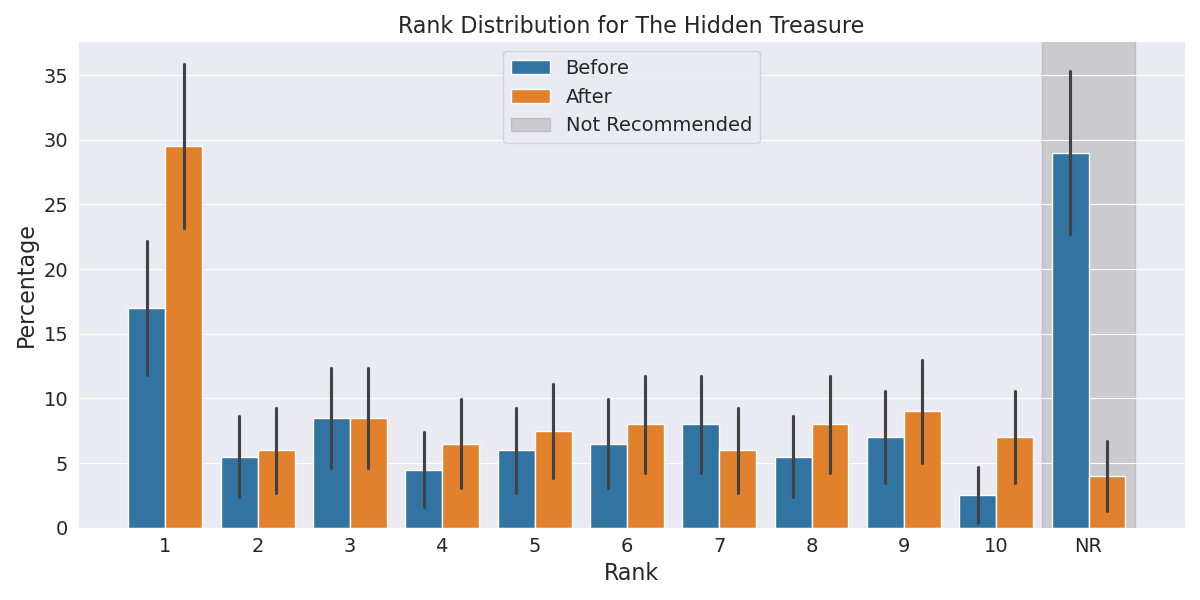 Rank Distribution for The Hidden Treasure
Before
After
Not Recommended
Percentage
35
30
25
20
15
10
5
0
1 2 3 4 5 6 7 8 9 10 NR
Rank